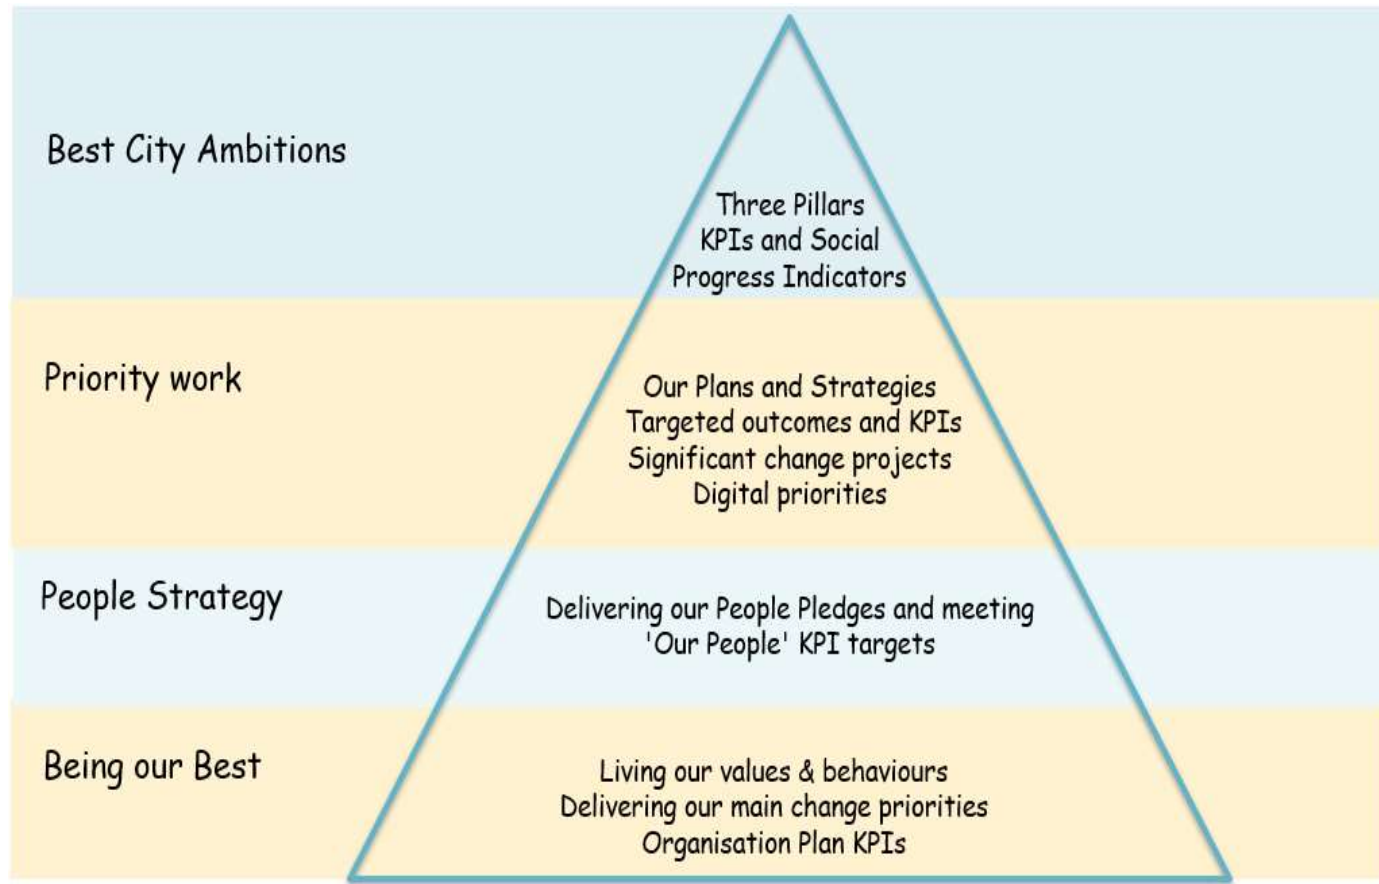 Best City Ambitions
Three Pillars
KPIs and Social
Progress Indicators
Priority work
Our Plans and Strategies
Targeted outcomes and KPIs
Significant change projects
Digital priorities
People Strategy
Delivering our People Pledges and meeting
'Our People' KPI targets
Being our Best
Living our values & behaviours
Delivering our main change priorities
Organisation Plan KPIs